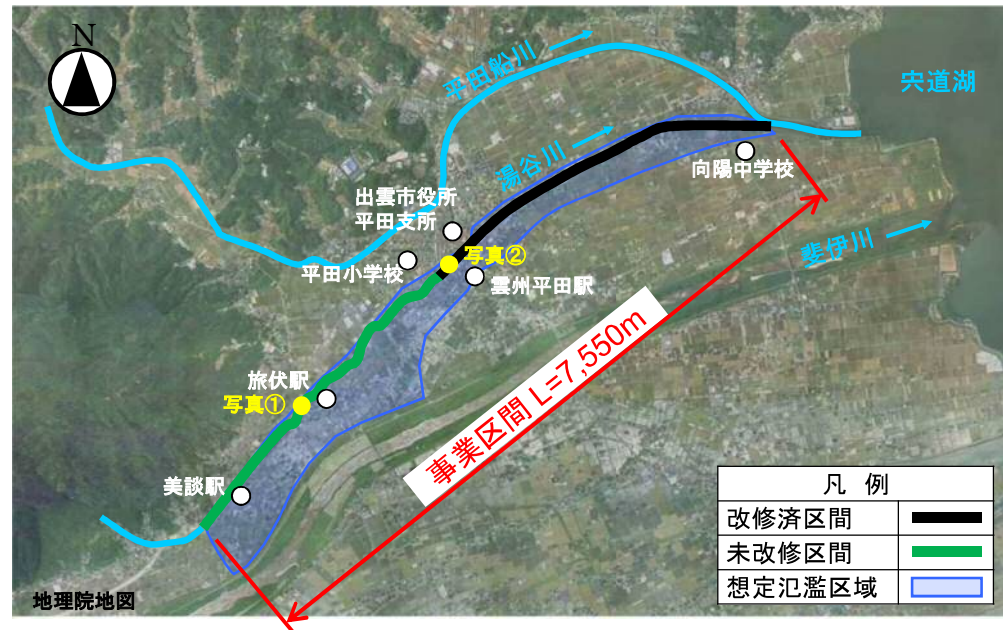 N
平田船川
宍道湖
湯谷川
向陽中学校
出雲市役所
平田支所
斐伊川
写真②
平田小学校
雲州平田駅
事業区間 L=7,550m
旅伏駅
写真①
美談駅
凡 例
改修済区間
未改修区間
想定氾濫区域
地理院地図